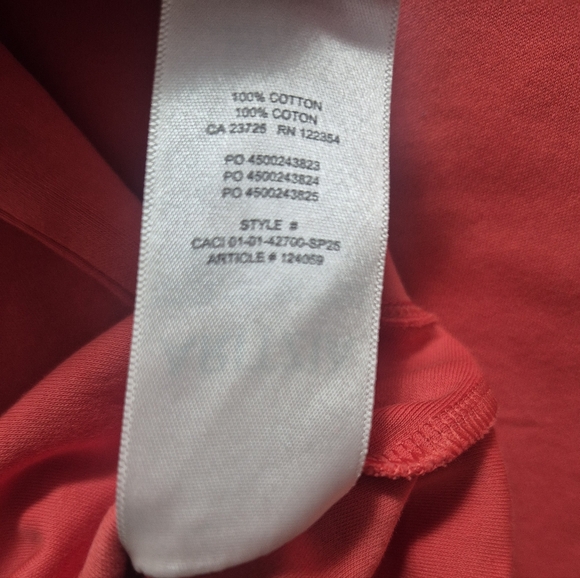 100% COTTON
100% COTON
CA 23725 RN 122354
PO 4500243823
PO 4500243824
PO 4500243825
STYLE #
CACI 01-01-42700-SP25
ARTICLE # 124059